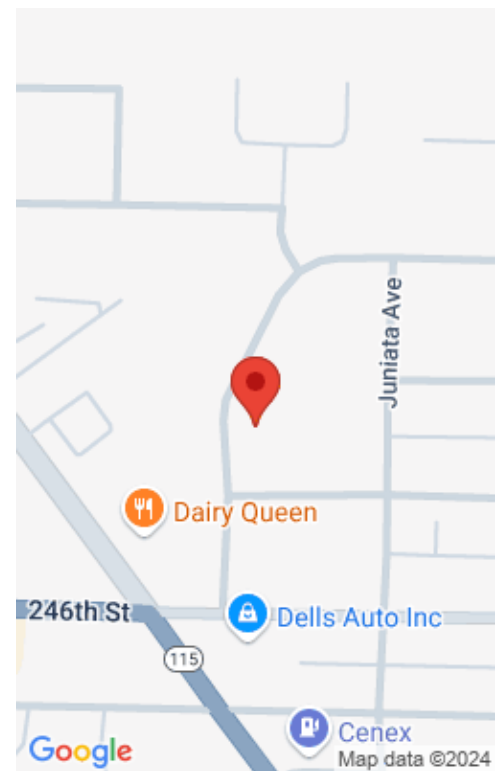 Juniata Ave
Dairy Queen
246th St
Dells Auto Inc
115
Cenex
Google
Map data ©2024